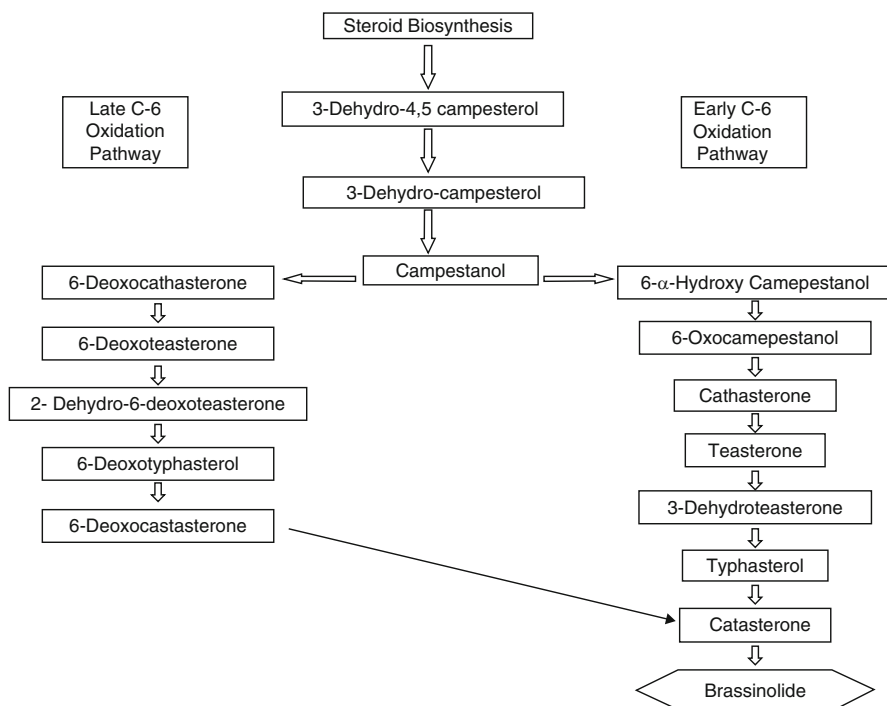 Steroid Biosynthesis
Late C-6
Oxidation
Pathway
3-Dehydro-4,5 campesterol
Early C-6
Oxidation
Pathway
3-Dehydro-campesterol
Campestanol
6-Deoxocathasterone
6-α-Hydroxy Camepestanol
6-Deoxoteasterone
6-Oxocamepestanol
2- Dehydro-6-deoxoteasterone
Cathasterone
6-Deoxotyphasterol
Teasterone
6-Deoxocastasterone
3-Dehydroteasterone
Typhasterol
Catasterone
Brassinolide